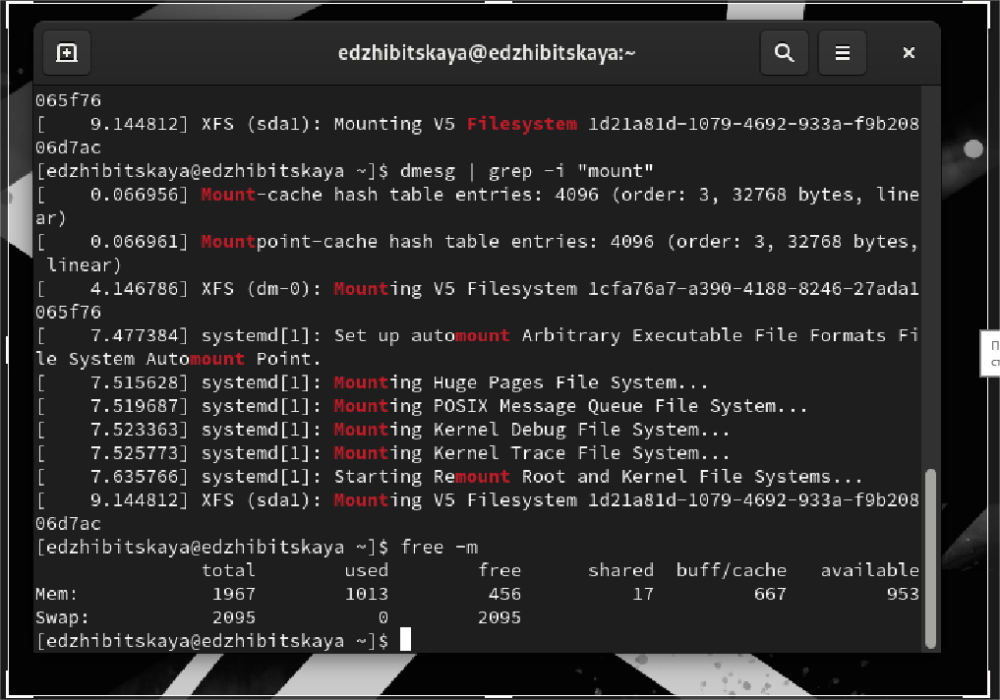 edzhibitskaya@edzhibitskaya:~
065f76
[    9.144812] XFS (sda1): Mounting V5 Filesystem 1d21a81d-1079-4692-933a-f9b208
06d7ac
[edzhibitskaya@edzhibitskaya ~]$ dmesg | grep -i "mount"
[    0.066956] Mount-cache hash table entries: 4096 (order: 3, 32768 bytes, line
ar)
[    0.066961] Mountpoint-cache hash table entries: 4096 (order: 3, 32768 bytes,
 linear)
[    4.146786] XFS (dm-0): Mounting V5 Filesystem 1cfa76a7-a390-4188-8246-27ada1
065f76
[    7.477384] systemd[1]: Set up automount Arbitrary Executable File Formats Fi
le System Automount Point.
[    7.515628] systemd[1]: Mounting Huge Pages File System...
[    7.519687] systemd[1]: Mounting POSIX Message Queue File System...
[    7.523363] systemd[1]: Mounting Kernel Debug File System...
[    7.525773] systemd[1]: Mounting Kernel Trace File System...
[    7.635766] systemd[1]: Starting Remount Root and Kernel File Systems...
[    9.144812] XFS (sda1): Mounting V5 Filesystem 1d21a81d-1079-4692-933a-f9b208
06d7ac
[edzhibitskaya@edzhibitskaya ~]$ free -m
               total        used        free      shared  buff/cache   available
Mem:            1967        1013         456          17         667         953
Swap:           2095           0        2095
[edzhibitskaya@edzhibitskaya ~]$